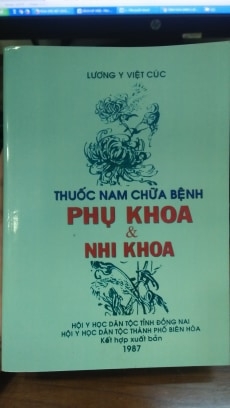 LƯƠNG Y VIỆT CÚC
THUỐC NAM CHỮA BỆNH
PHỤ KHOA
&
NHI KHOA
HỘI Y HỌC DÂN TỘC TỈNH ĐỒNG NAI
HỘI Y HỌC DÂN TỘC THÀNH PHỐ BIÊN HÒA
Kết hợp xuất bản
1987